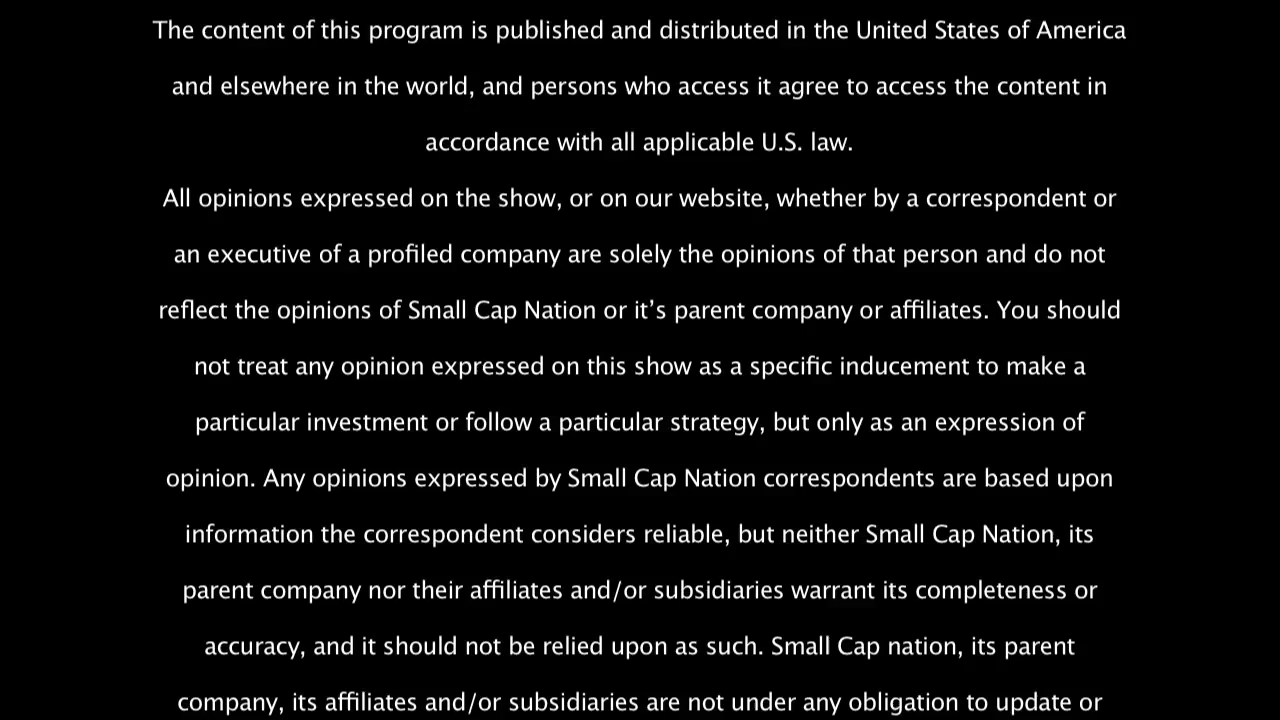 The content of this program is published and distributed in the United States of America
and elsewhere in the world, and persons who access it agree to access the content in
accordance with all applicable U.S. law.
All opinions expressed on the show, or on our website, whether by a correspondent or
an executive of a profiled company are solely the opinions of that person and do not
reflect the opinions of Small Cap Nation or it’s parent company or affiliates. You should
not treat any opinion expressed on this show as a specific inducement to make a
particular investment or follow a particular strategy, but only as an expression of
opinion. Any opinions expressed by Small Cap Nation correspondents are based upon
information the correspondent considers reliable, but neither Small Cap Nation, its
parent company nor their affiliates and/or subsidiaries warrant its completeness or
accuracy, and it should not be relied upon as such. Small Cap nation, its parent
company, its affiliates and/or subsidiaries are not under any obligation to update or